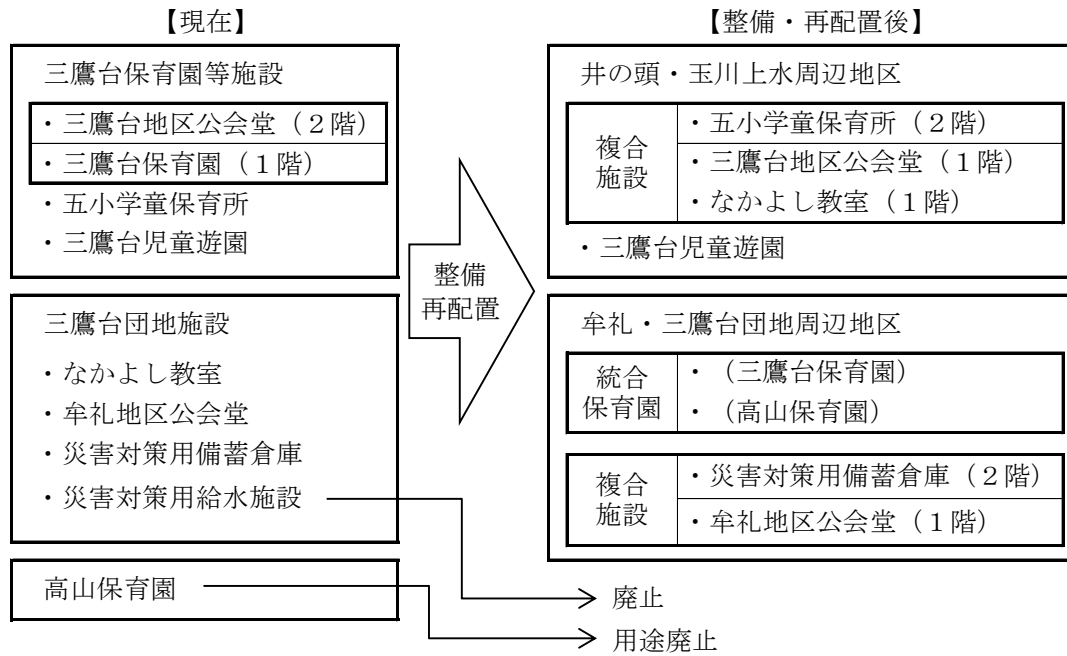 【現在】
三鷹台保育園等施設
・三鷹台地区公会堂（２階）
・三鷹台保育園（１階）
・五小学童保育所
・三鷹台児童遊園
三鷹台団地施設
・なかよし教室
・牟礼地区公会堂
・災害対策用備蓄倉庫
・災害対策用給水施設
高山保育園
整備
再配置
【整備・再配置後】
井の頭・玉川上水周辺地区
複合
施設
・五小学童保育所（２階）
・三鷹台地区公会堂（１階）
・なかよし教室（１階）
・三鷹台児童遊園
牟礼・三鷹台団地周辺地区
統合
保育園
・（三鷹台保育園）
・（高山保育園）
複合
施設
・災害対策用備蓄倉庫（２階）
・牟礼地区公会堂（１階）
廃止
用途廃止